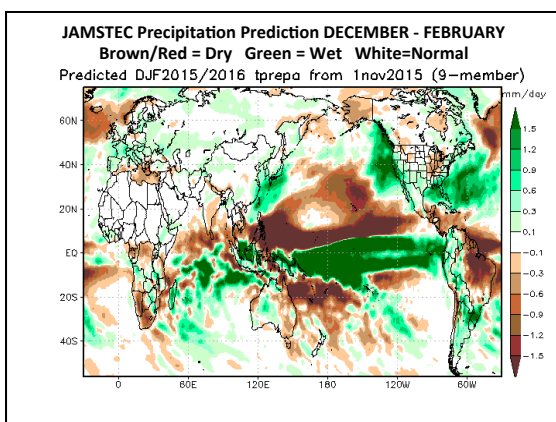 JAMSTEC Precipitation Prediction DECEMBER - FEBRUARY
Brown/Red = Dry Green = Wet White=Normal
Predicted DJF2015/2016 tprepa from 1nov2015 (9-member)
mm/day
60N
40N
20N
EQ
20S
40S
0
60E
120E
180
120W
60W
1.5
1.2
0.9
0.6
0.3
0.1
-0.1
-0.3
-0.6
-0.9
-1.2
-1.5